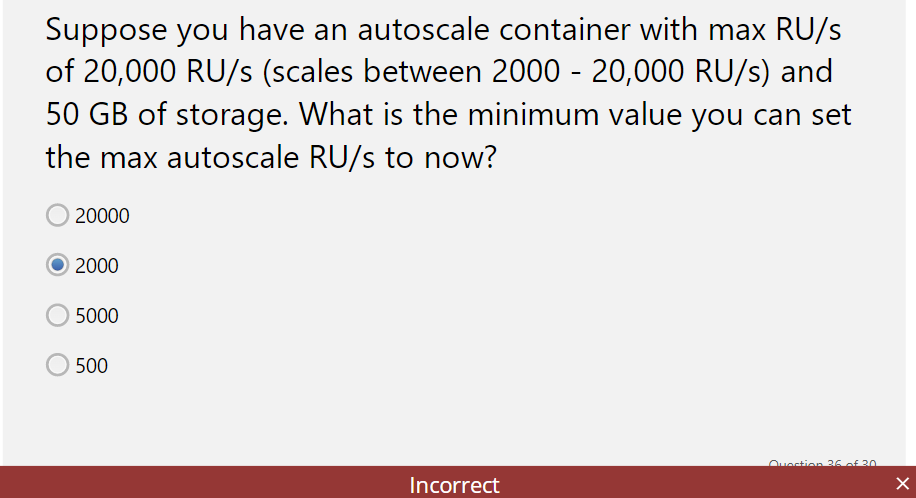 Suppose you have an autoscale container with max RU/s
of 20,000 RU/s (scales between 2000 - 20,000 RU/s) and
50 GB of storage. What is the minimum value you can set
the max autoscale RU/s to now?
20000
2000
5000
500
Question 36 of 30
Incorrect